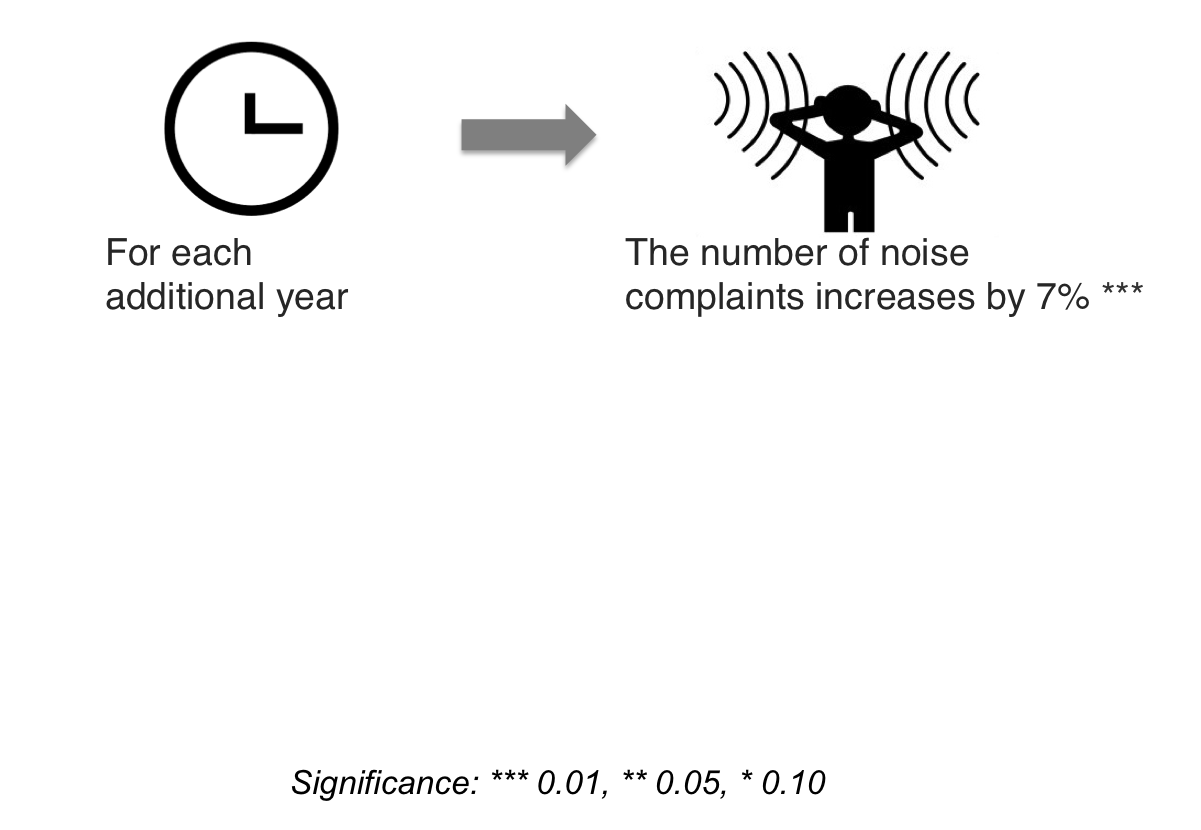 For each
additional year
The number of noise
complaints increases by 7% ***
Significance: *** 0.01, ** 0.05, * 0.10